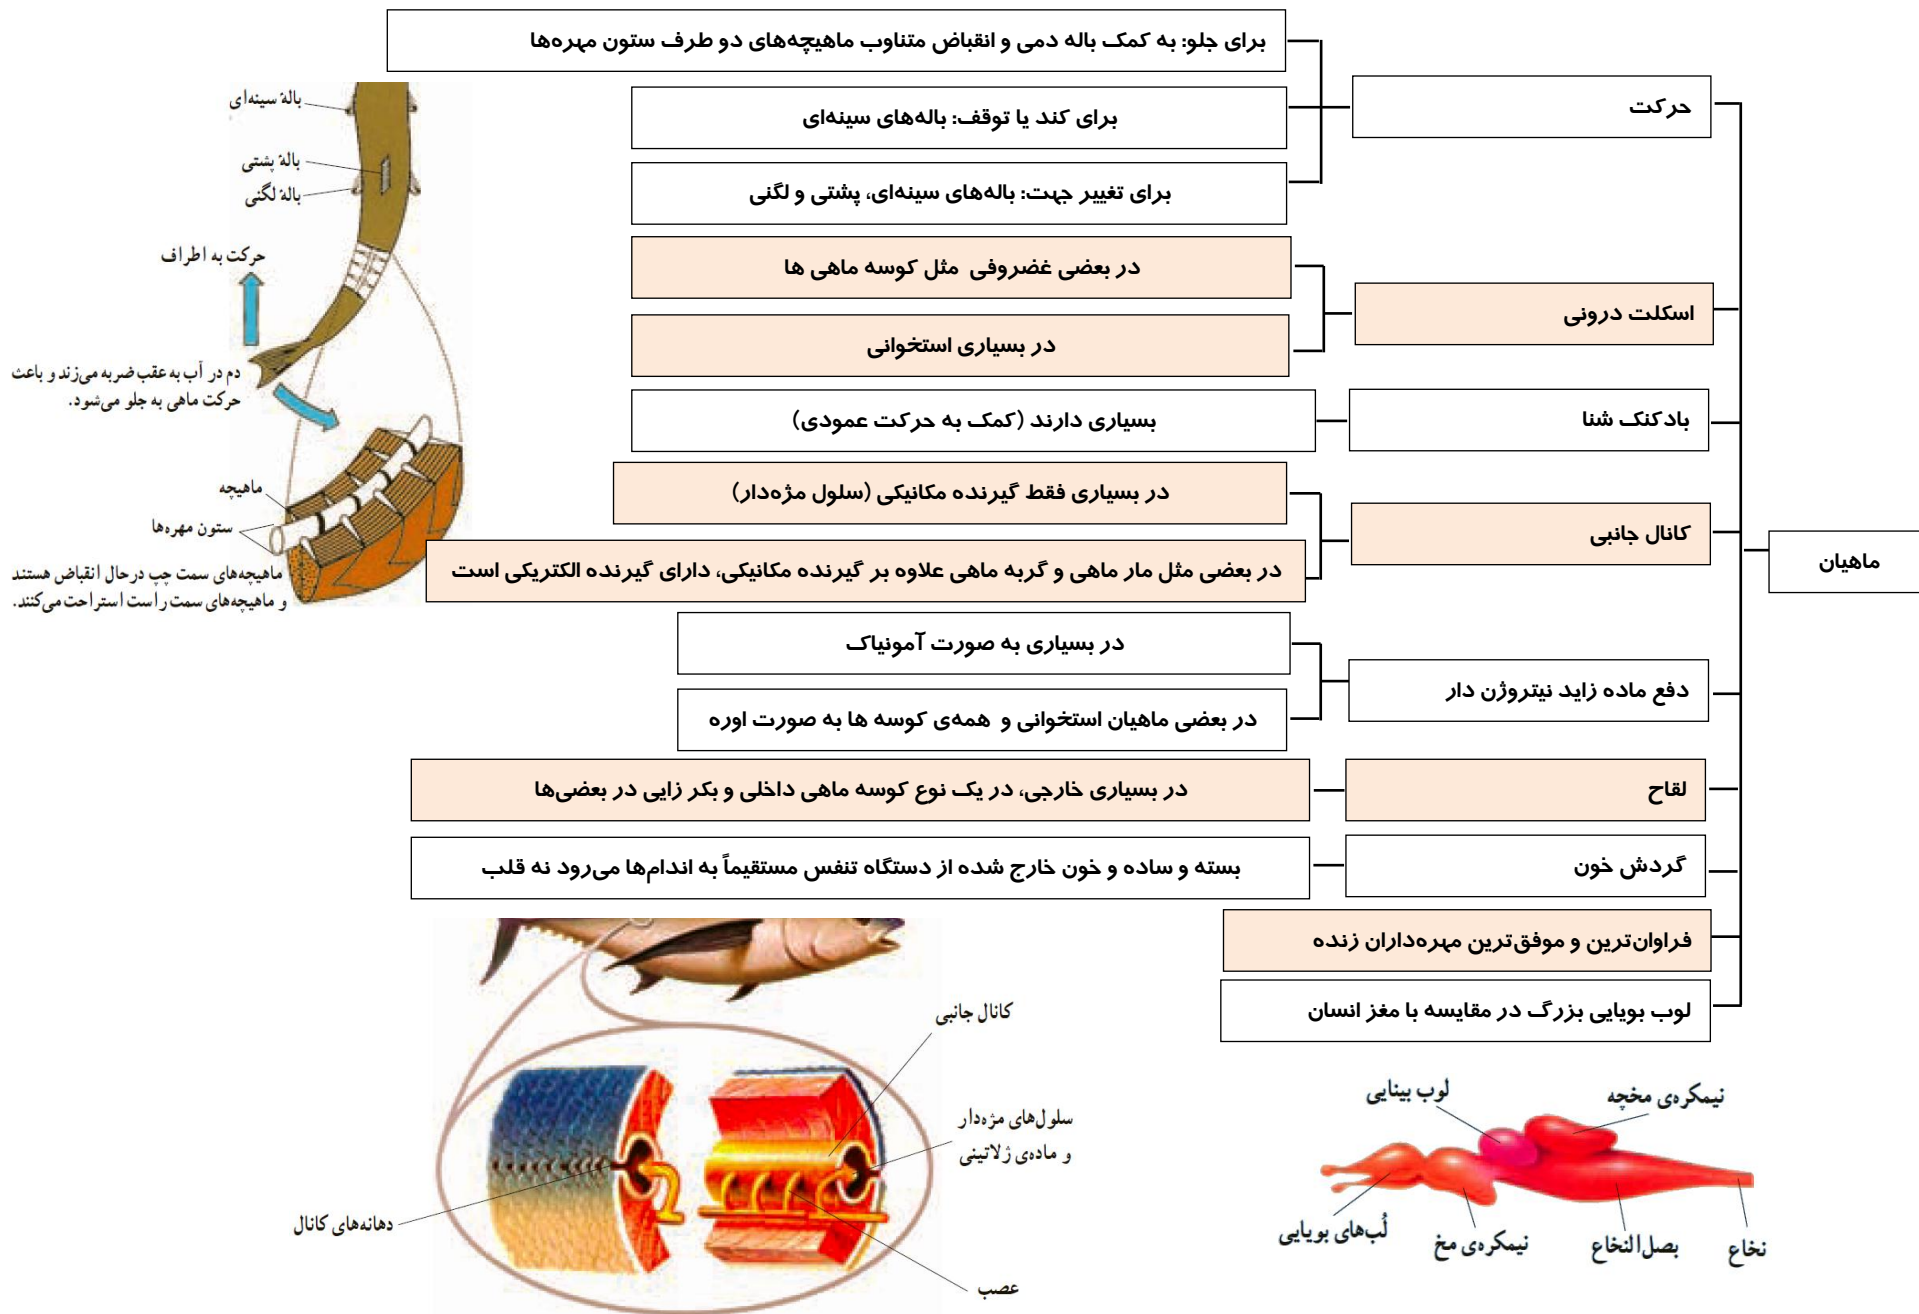 ماهیان
حرکت
برای جلو: به کمک باله دمی و انقباض متناوب ماهیچه‌های دو طرف ستون مهره‌ها
برای کند یا توقف: باله‌های سینه‌ای
برای تغییر جهت: باله‌های سینه‌ای، پشتی و لگنی
اسکلت درونی
در بعضی غضروفی مثل کوسه ماهی ها
در بسیاری استخوانی
بادکنک شنا
بسیاری دارند (کمک به حرکت عمودی)
کانال جانبی
در بسیاری فقط گیرنده مکانیکی (سلول مژه‌دار)
در بعضی مثل مار ماهی و گربه ماهی علاوه بر گیرنده مکانیکی، دارای گیرنده الکتریکی است
دفع ماده زاید نیتروژن دار
در بسیاری به صورت آمونیاک
در بعضی ماهیان استخوانی و همه‌ی کوسه ها به صورت اوره
لقاح
در بسیاری خارجی، در یک نوع کوسه ماهی داخلی و بکر زایی در بعضی‌ها
گردش خون
بسته و ساده و خون خارج شده از دستگاه تنفس مستقیماً به اندام‌ها می‌رود نه قلب
فراوان‌ترین و موفق‌ترین مهره‌داران زنده
لوب بویایی بزرگ در مقایسه با مغز انسان
بالهٔ سینه‌ای
بالهٔ پشتی
بالهٔ لگنی
حرکت به اطراف
دم در آب به عقب ضربه می‌زند و باعث
حرکت ماهی به جلو می‌شود.
ماهیچه
ستون مهره‌ها
ماهیچه‌های سمت چپ درحال انقباض هستند
و ماهیچه‌های سمت راست استراحت می‌کنند.
کانال جانبی
سلول‌های مژه‌دار
و ماده‌ی ژلاتینی
دهانه‌های کانال
عصب
لوب بینایی
نیمکره‌ی مخچه
لُب‌های بویایی
نیمکره‌ی مخ
بصل‌النخاع
نخاع